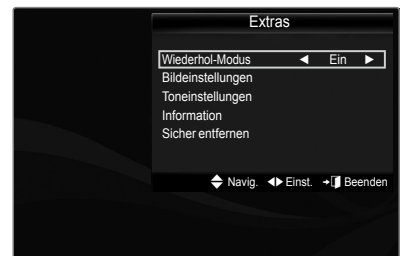 Extras
Wiederhol-Modus ◀ Ein ▶
Bildeinstellungen
Toneinstellungen
Information
Sicher entfernen
Navig. Einst. Beenden